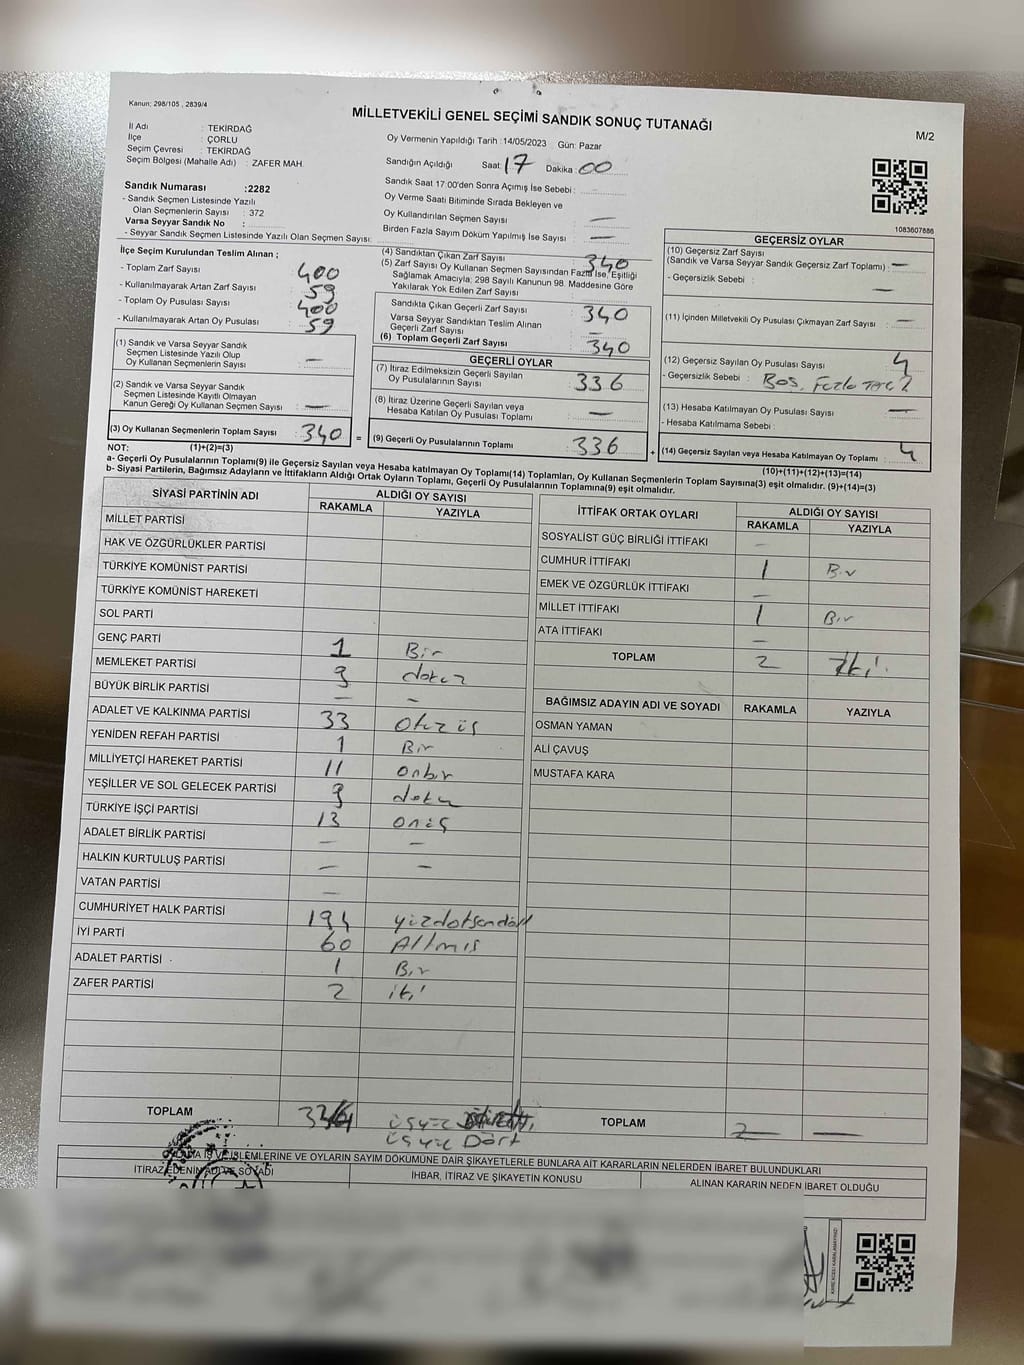 Kanun; 298/105 , 2839/4
MİLLETVEKİLİ GENEL SEÇİMİ SANDIK SONUÇ TUTANAĞI
M/2
İl Adı : TEKİRDAĞ
İlçe : ÇORLU
Seçim Çevresi : TEKİRDAĞ
Seçim Bölgesi (Mahalle Adı) : ZAFER MAH.
Oy Vermenin Yapıldığı Tarih :14/05/2023 Gün: Pazar
Sandığın Açıldığı Saat: 17 Dakika : 00
Sandık Saat 17:00'den Sonra Açımış İse Sebebi :
Oy Verme Saati Bitiminde Sırada Bekleyen ve
Oy Kullandırılan Seçmen Sayısı —
Birden Fazla Sayım Döküm Yapılmış İse Sayısı —
Sandık Numarası :2282
- Sandık Seçmen Listesinde Yazılı
Olan Seçmenlerin Sayısı : 372
Varsa Seyyar Sandık No :
- Seyyar Sandık Seçmen Listesinde Yazılı Olan Seçmen Sayısı:
1083607886
İlçe Seçim Kurulundan Teslim Alınan ;
- Toplam Zarf Sayısı 400
- Kullanılmayarak Artan Zarf Sayısı 59
- Toplam Oy Pusulası Sayısı 400
- Kullanılmayarak Artan Oy Pusulası 59
(1) Sandık ve Varsa Seyyar Sandık
Seçmen Listesinde Yazılı Olup
Oy Kullanan Seçmenlerin Sayısı —
(2) Sandık ve Varsa Seyyar Sandık
Seçmen Listesinde Kayıtlı Olmayan
Kanun Gereği Oy Kullanan Seçmen Sayısı —
(3) Oy Kullanan Seçmenlerin Toplam Sayısı 340 =
(4) Sandıktan Çıkan Zarf Sayısı 340
(5) Zarf Sayısı Oy Kullanan Seçmen Sayısından Fazla İse, Eşitliği
Sağlamak Amacıyla; 298 Sayılı Kanunun 98. Maddesine Göre
Yakılarak Yok Edilen Zarf Sayısı
Sandıkta Çıkan Geçerli Zarf Sayısı 340
Varsa Seyyar Sandıktan Teslim Alınan
Geçerli Zarf Sayısı —
(6) Toplam Geçerli Zarf Sayısı 340
GEÇERLİ OYLAR
(7) İtiraz Edilmeksizin Geçerli Sayılan
Oy Pusulalarının Sayısı 336
(8) İtiraz Üzerine Geçerli Sayılan veya
Hesaba Katılan Oy Pusulası Toplamı —
(9) Geçerli Oy Pusulalarının Toplamı 336 +
GEÇERSİZ OYLAR
(10) Geçersiz Zarf Sayısı
(Sandık ve Varsa Seyyar Sandık Geçersiz Zarf Toplamı) : —
- Geçersizlik Sebebi : —
(11) İçinden Milletvekili Oy Pusulası Çıkmayan Zarf Sayısı —
(12) Geçersiz Sayılan Oy Pusulası Sayısı 4
- Geçersizlik Sebebi : Boş, Fazla
(13) Hesaba Katılmayan Oy Pusulası Sayısı —
- Hesaba Katılmama Sebebi :
(14) Geçersiz Sayılan veya Hesaba Katılmayan Oy Toplamı 4
NOT: (1)+(2)=(3) (10)+(11)+(12)+(13)=(14)
a- Geçerli Oy Pusulalarının Toplamı(9) ile Geçersiz Sayılan veya Hesaba katılmayan Oy Toplamı(14) Toplamları, Oy Kullanan Seçmenlerin Toplam Sayısına(3) eşit olmalıdır. (9)+(14)=(3)
b- Siyasi Partilerin, Bağımsız Adayların ve İttifakların Aldığı Ortak Oyların Toplamı, Geçerli Oy Pusulalarının Toplamına(9) eşit olmalıdır.
SİYASİ PARTİNİN ADI ALDIĞI OY SAYISI
RAKAMLA YAZIYLA
MİLLET PARTİSİ
HAK VE ÖZGÜRLÜKLER PARTİSİ
TÜRKİYE KOMÜNİST PARTİSİ
TÜRKİYE KOMÜNİST HAREKETİ
SOL PARTİ
GENÇ PARTİ 1 Bir
MEMLEKET PARTİSİ 9 dokuz
BÜYÜK BİRLİK PARTİSİ — —
ADALET VE KALKINMA PARTİSİ 33 Otuz üç
YENİDEN REFAH PARTİSİ 1 Bir
MİLLİYETÇİ HAREKET PARTİSİ 11 onbir
YEŞİLLER VE SOL GELECEK PARTİSİ 9 doku
TÜRKİYE İŞÇİ PARTİSİ 13 onüç
ADALET BİRLİK PARTİSİ — —
HALKIN KURTULUŞ PARTİSİ — —
VATAN PARTİSİ —
CUMHURİYET HALK PARTİSİ 194 yüzdoksandört
İYİ PARTİ 60 Altmış
ADALET PARTİSİ 1 Bir
ZAFER PARTİSİ 2 iki
TOPLAM 334 üçyüz
üçyüz Dört
İTTİFAK ORTAK OYLARI ALDIĞI OY SAYISI
RAKAMLA YAZIYLA
SOSYALİST GÜÇ BİRLİĞİ İTTİFAKI —
CUMHUR İTTİFAKI 1 Bir
EMEK VE ÖZGÜRLÜK İTTİFAKI —
MİLLET İTTİFAKI 1 Bir
ATA İTTİFAKI —
TOPLAM 2 İki
BAĞIMSIZ ADAYIN ADI VE SOYADI RAKAMLA YAZIYLA
OSMAN YAMAN
ALİ ÇAVUŞ
MUSTAFA KARA
TOPLAM 2 —
İŞLEMLERİNE VE OYLARIN SAYIM DÖKÜMÜNE DAİR ŞİKAYETLERLE BUNLARA AİT KARARLARIN NELERDEN İBARET BULUNDUKLARI
İTİRAZ EDENİN ADI VE SOYADI İHBAR, İTİRAZ VE ŞİKAYETİN KONUSU ALINAN KARARIN NEDEN İBARET OLDUĞU